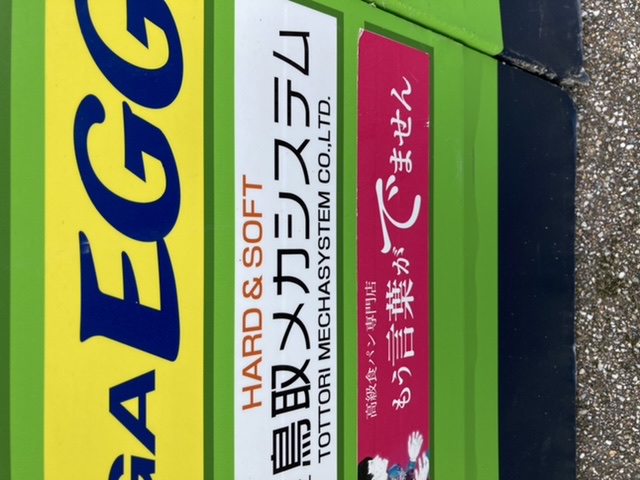 GA EGG
HARD & SOFT
鳥取メカシステム
TOTTORI MECHASYSTEM CO.,LTD.
高級食パン専門店
もう言葉がでません